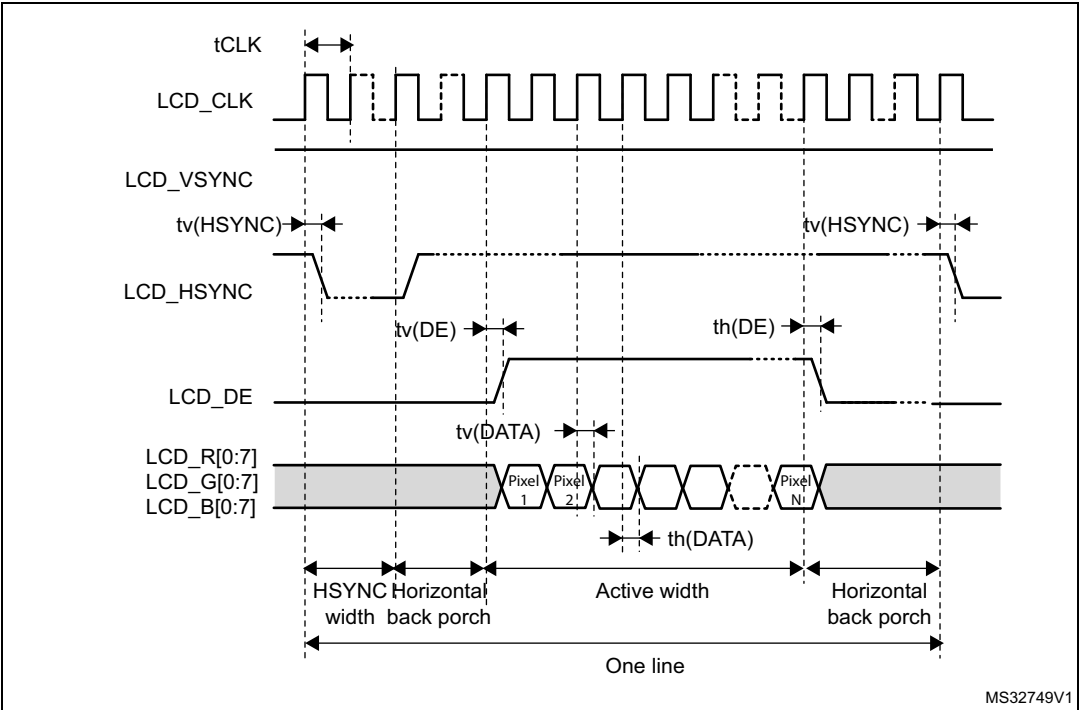 tCLK
LCD_CLK
LCD_VSYNC
tv(HSYNC)
tv(HSYNC)
LCD_HSYNC
tv(DE)
th(DE)
LCD_DE
tv(DATA)
LCD_R[0:7]
LCD_G[0:7]
LCD_B[0:7]
Pixel
1
Pixel
2
Pixel
N
th(DATA)
HSYNC
width
Horizontal
back porch
Active width
Horizontal
back porch
One line
MS32749V1